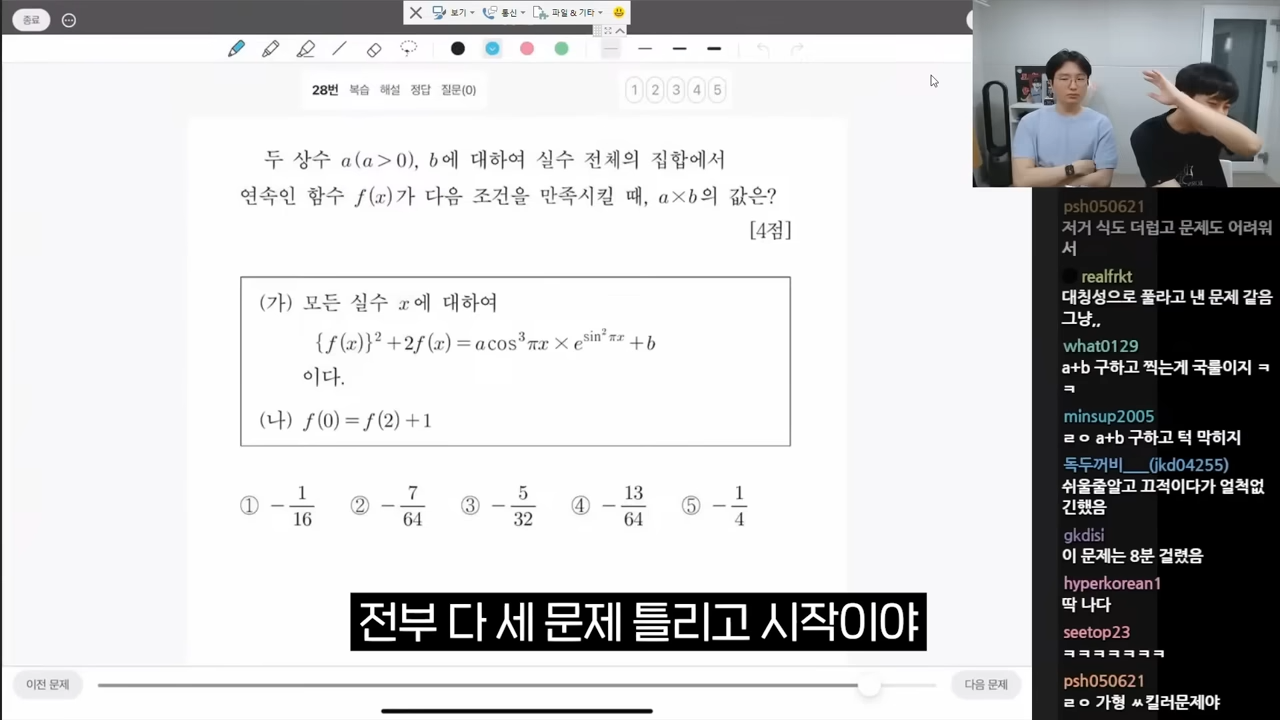 종료
보기
통신
파일 & 기타
28번 복습 해설 정답 질문(0)
1 2 3 4 5
두 상수 a(a>0), b에 대하여 실수 전체의 집합에서
연속인 함수 f(x)가 다음 조건을 만족시킬 때, a×b의 값은?
[4점]
(가) 모든 실수 x에 대하여
{f(x)}²+2f(x)=acos³πx×e^{sin²πx}+b
이다.
(나) f(0)=f(2)+1
① -1/16 ② -7/64 ③ -5/32 ④ -13/64 ⑤ -1/4
전부 다 세 문제 틀리고 시작이야
이전 문제
다음 문제
psh050621
저거 식도 더럽고 문제도 어려워
서
realfrkt
대칭성으로 풀라고 낸 문제 같음
그냥,,
what0129
a+b 구하고 찍는게 국룰이지 ㅋ
ㅋ
minsup2005
ㄹㅇ a+b 구하고 턱 막히지
독두꺼비___(jkd04255)
쉬울줄알고 끄적이다가 얼척없
긴했음
gkdisi
이 문제는 8분 걸렸음
hyperkorean1
딱 나다
seetop23
ㅋㅋㅋㅋㅋㅋㅋ
psh050621
ㄹㅇ 가형 ㅆ킬러문제야